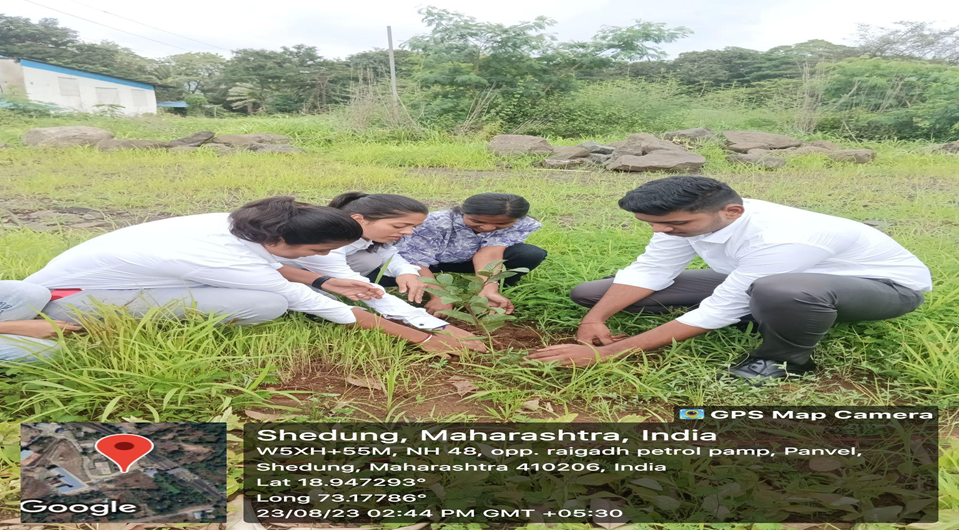 GPS Map Camera
Shedung, Maharashtra, India
W5XH+55M, NH 48, opp. raigadh petrol pamp, Panvel,
Shedung, Maharashtra 410206, India
Lat 18.947293°
Long 73.17786°
23/08/23 02:44 PM GMT +05:30
Google